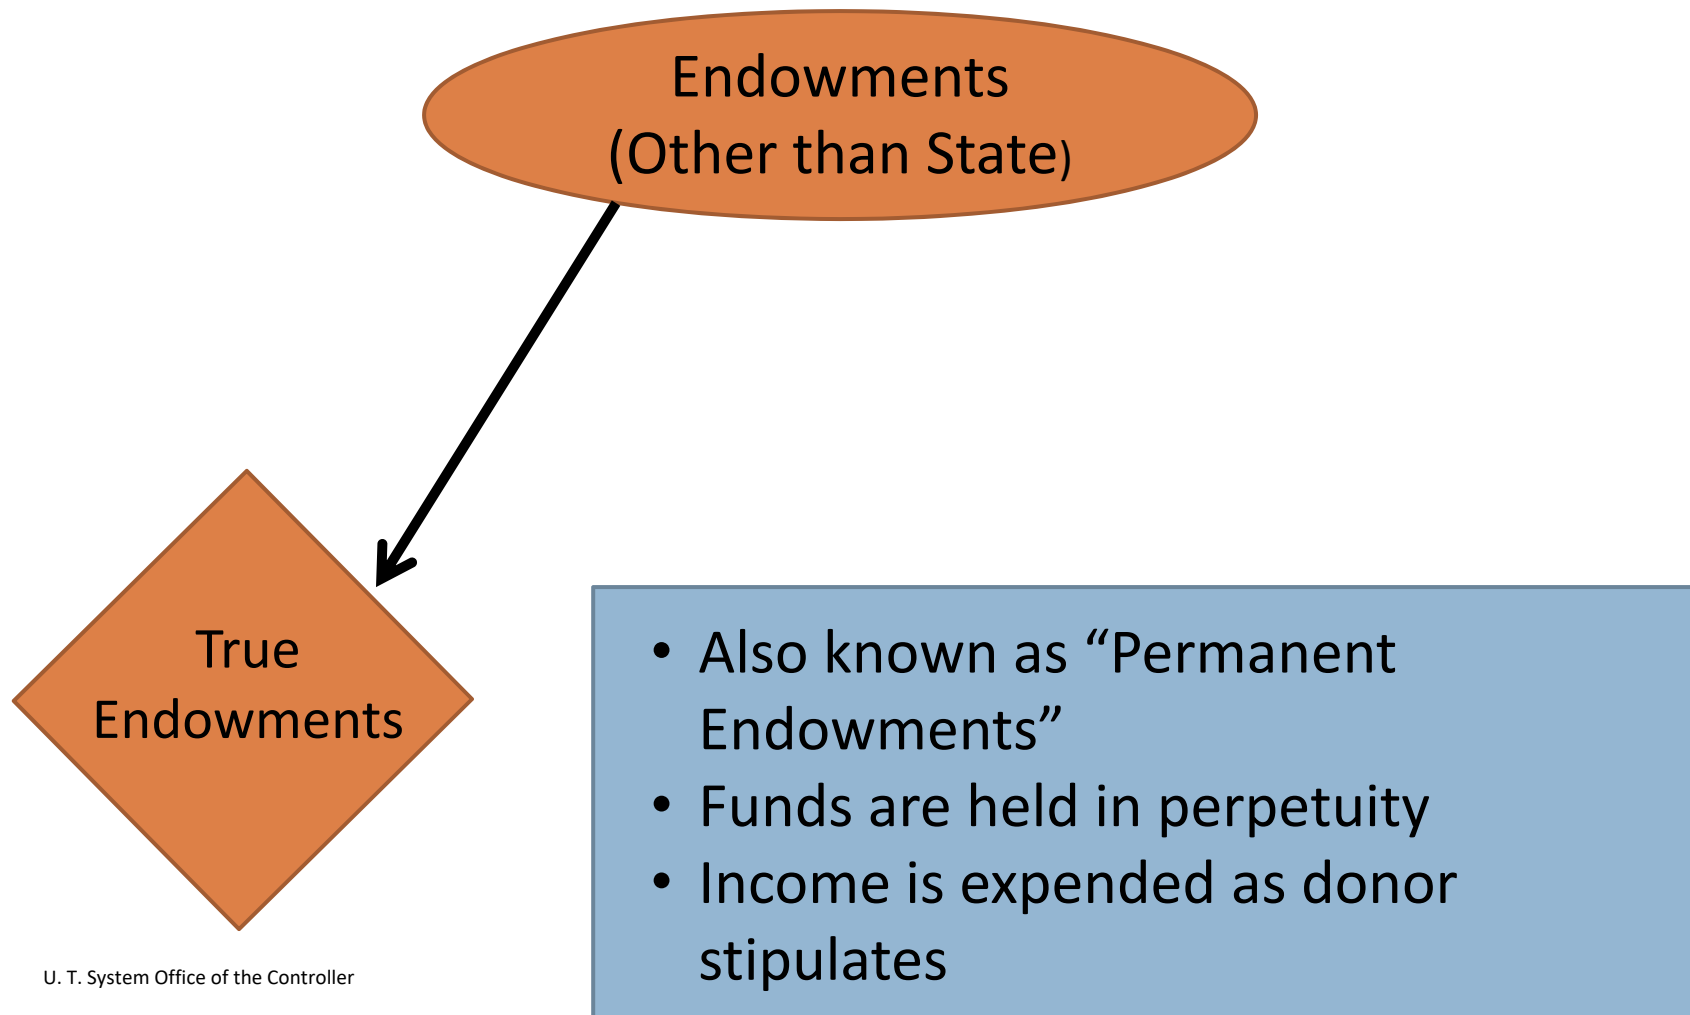 Endowments
(Other than State)
True
Endowments
• Also known as “Permanent
Endowments”
• Funds are held in perpetuity
• Income is expended as donor
stipulates
U. T. System Office of the Controller